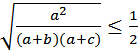 √(a²/((a+b)(a+c))) ≤ 1/2